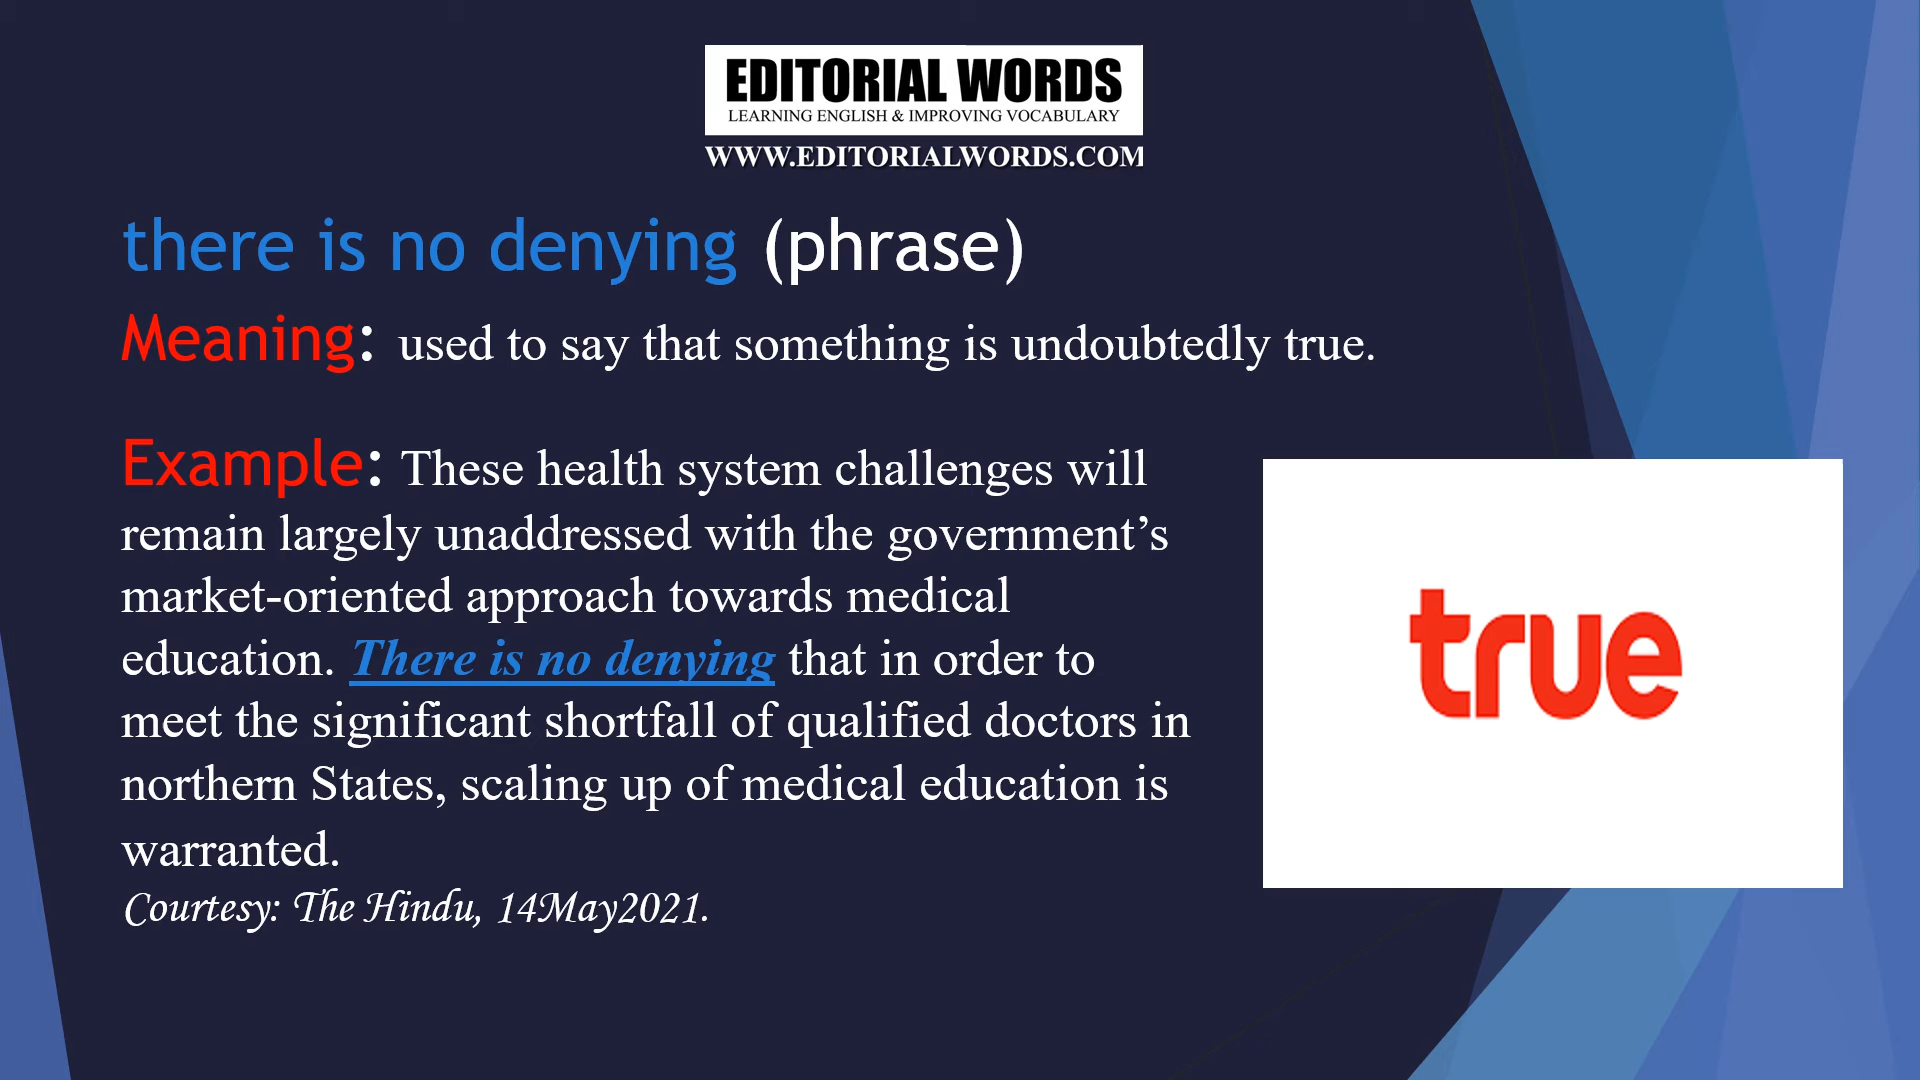 EDITORIAL WORDS
LEARNING ENGLISH & IMPROVING VOCABULARY
WWW.EDITORIALWORDS.COM
there is no denying (phrase)
Meaning: used to say that something is undoubtedly true.
Example: These health system challenges will
remain largely unaddressed with the government’s
market-oriented approach towards medical
education. There is no denying that in order to
meet the significant shortfall of qualified doctors in
northern States, scaling up of medical education is
warranted.
Courtesy: The Hindu, 14May2021.
true